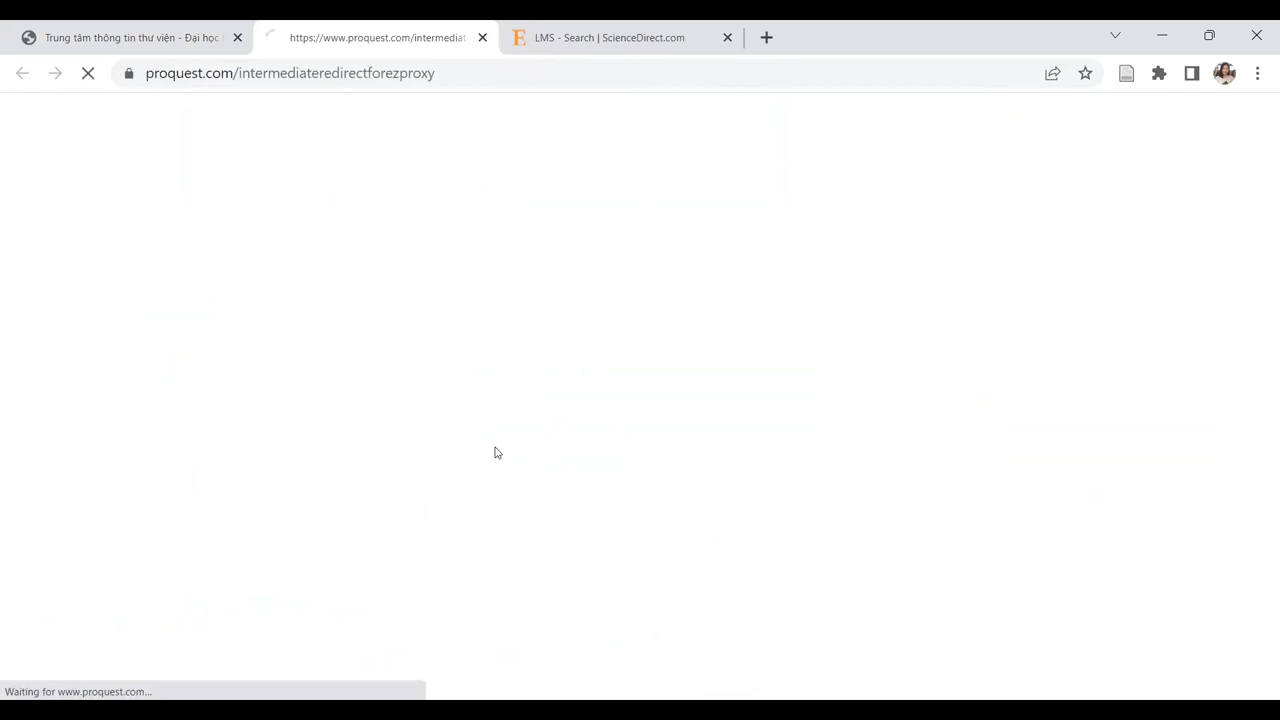 Trung tâm thông tin thư viện - Đại học
https://www.proquest.com/intermediat
LMS - Search | ScienceDirect.com
proquest.com/intermediateredirectforezproxy
Waiting for www.proquest.com...